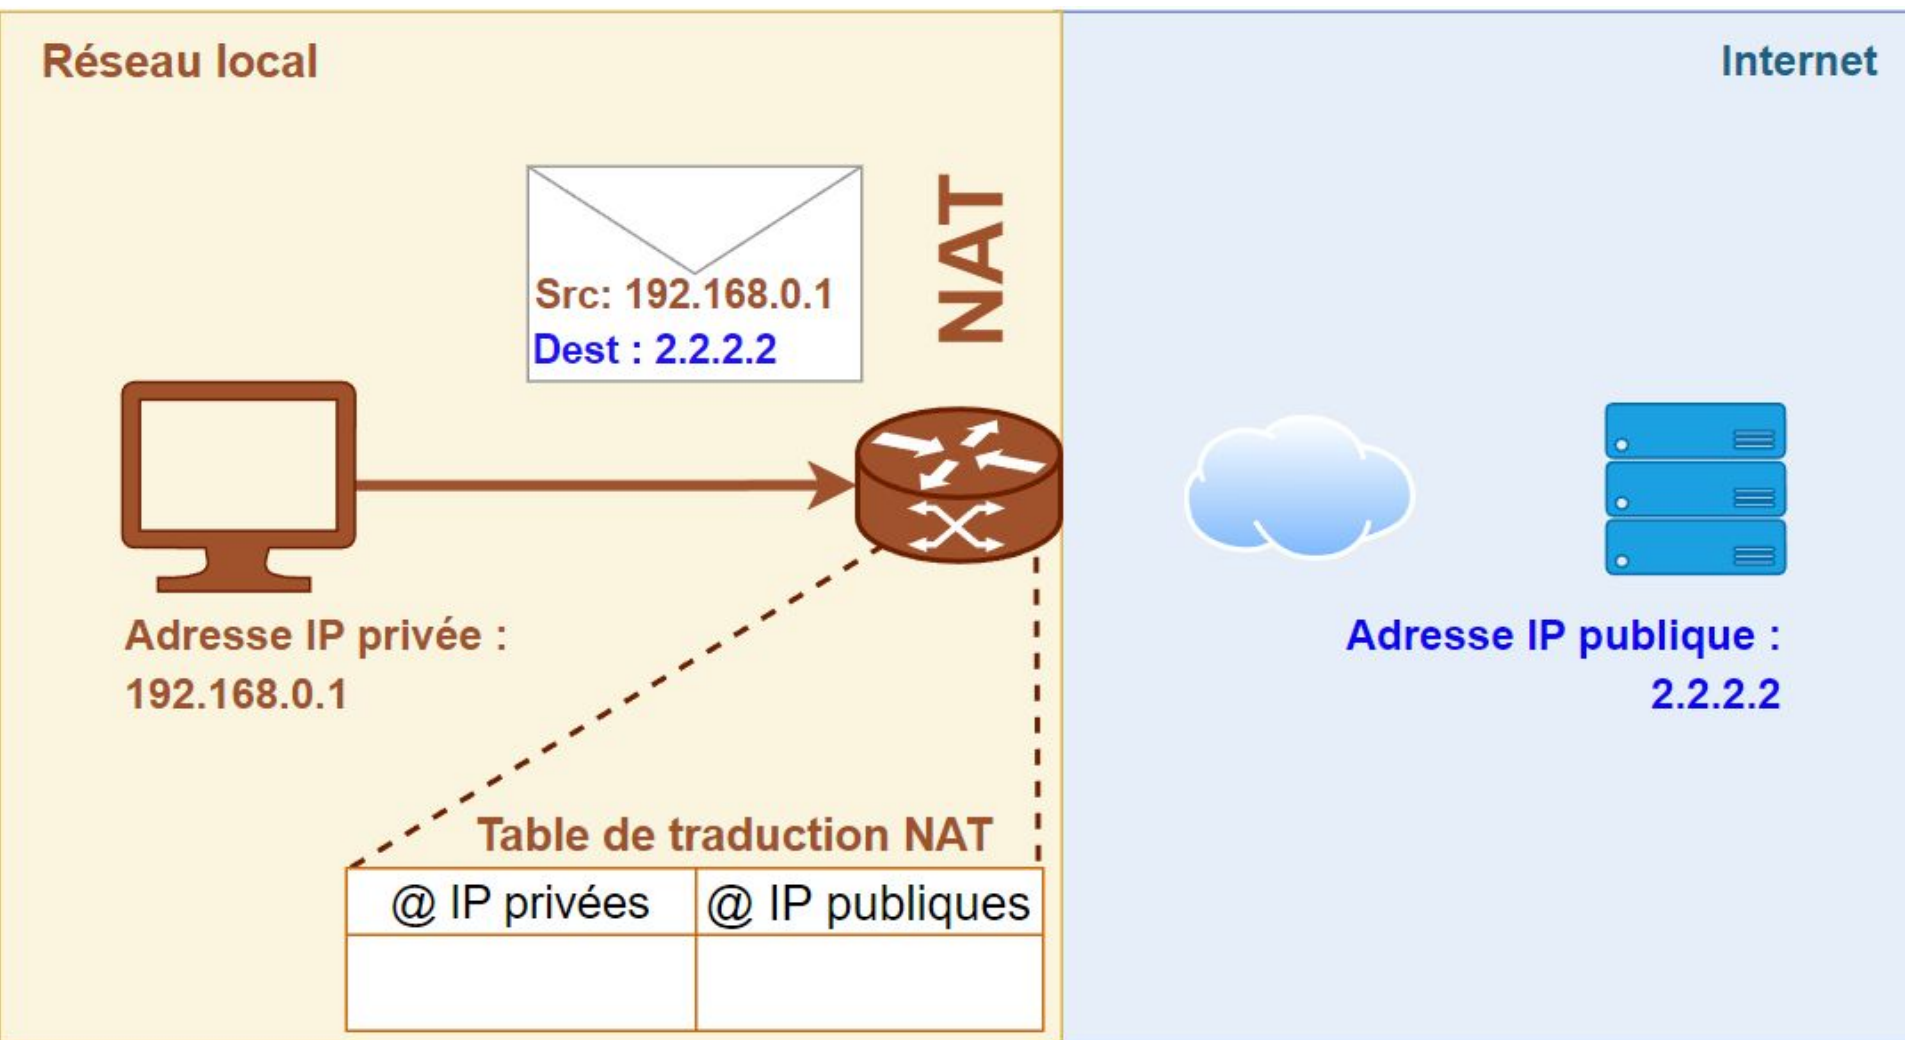 Réseau local
Internet
NAT
Src: 192.168.0.1
Dest : 2.2.2.2
Adresse IP privée :
192.168.0.1
Adresse IP publique :
2.2.2.2
Table de traduction NAT
@ IP privées
@ IP publiques